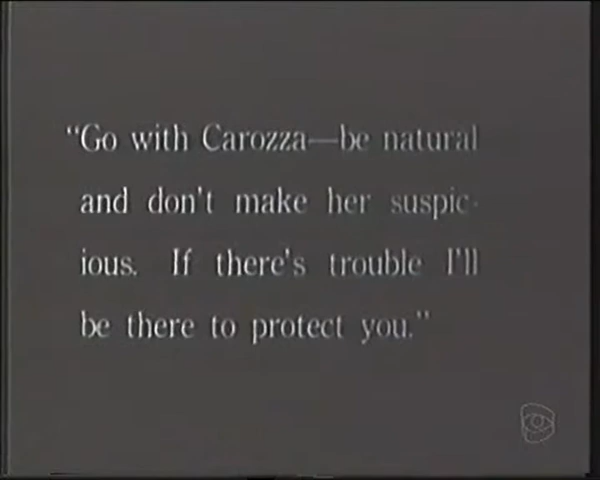 “Go with Carozza—be natural
and don't make her suspic-
ious. If there's trouble I'll
be there to protect you.”